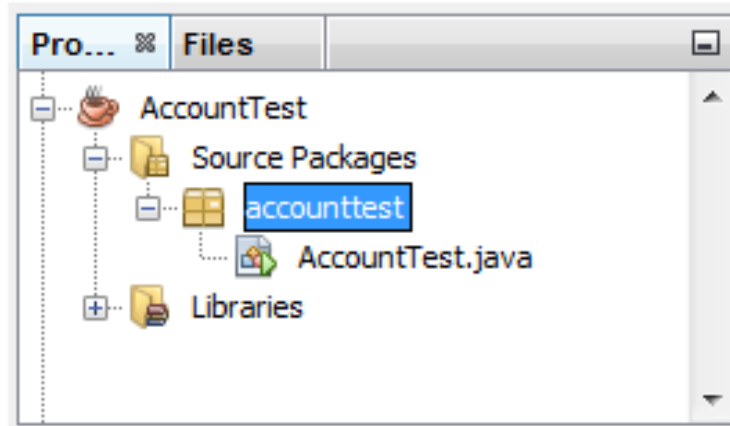 Pro... Files
AccountTest
Source Packages
accounttest
AccountTest.java
Libraries